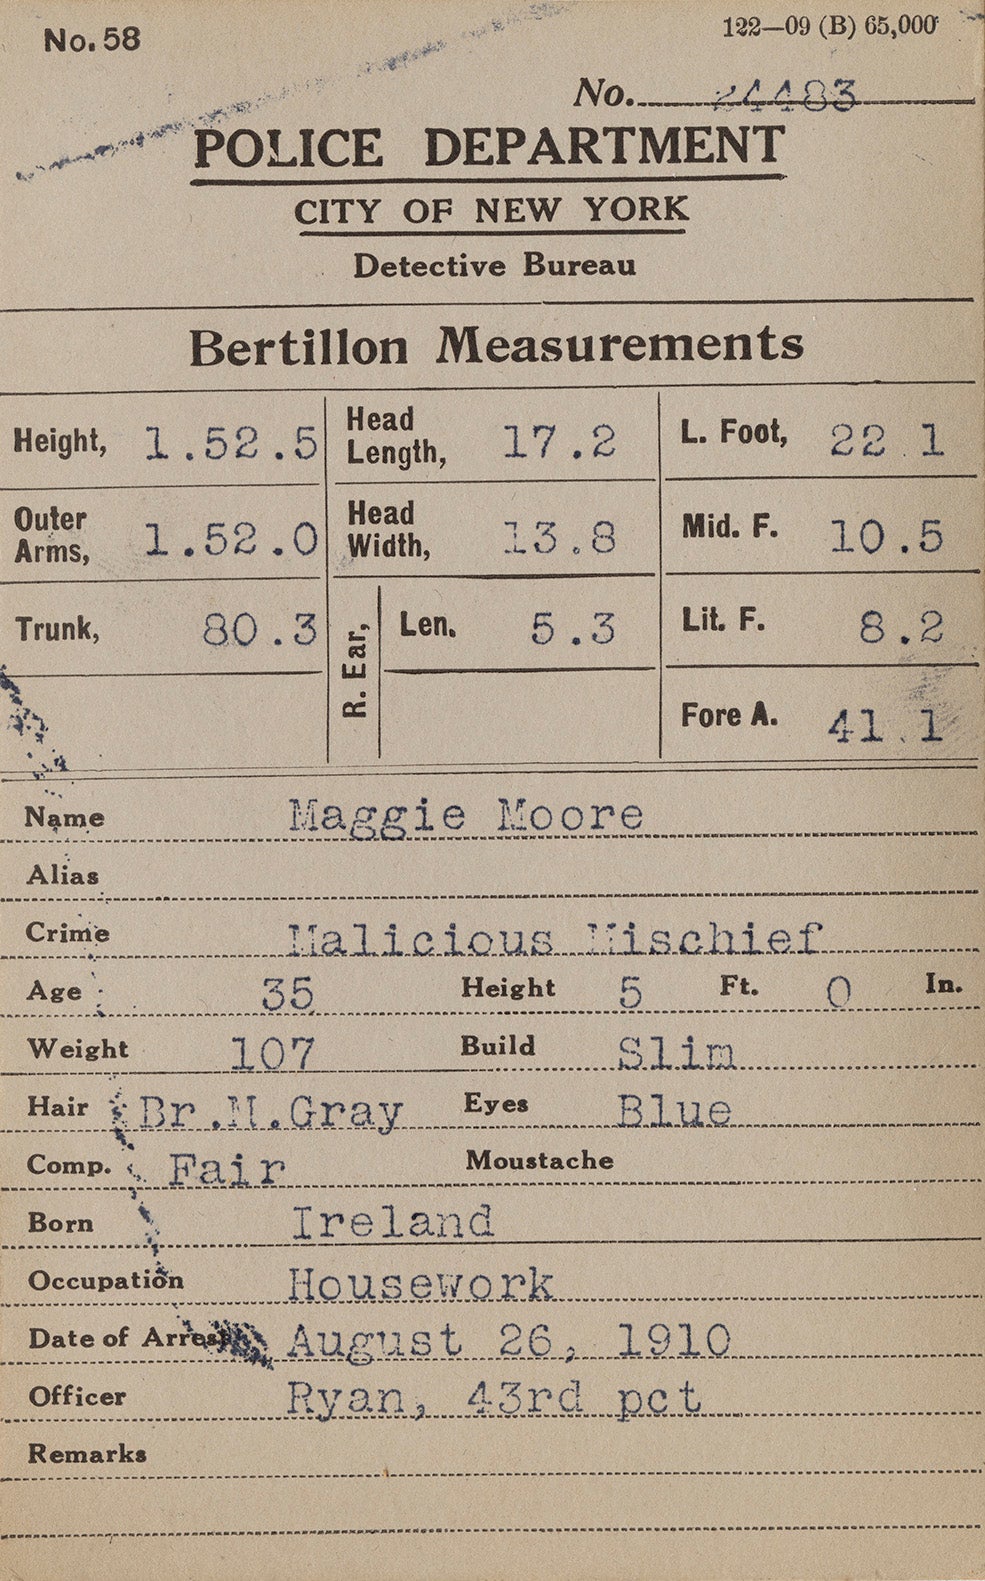 No. 58
122—09 (B) 65,000
No. 24483
POLICE DEPARTMENT
CITY OF NEW YORK
Detective Bureau
Bertillon Measurements
Height, 1.52.5
Head Length, 17.2
L. Foot, 22.1
Outer Arms, 1.52.0
Head Width, 13.8
Mid. F. 10.5
Trunk, 80.3
R. Ear, Len. 5.3
Lit. F. 8.2
Fore A. 41.1
Name Maggie Moore
Alias
Crime Malicious Mischief
Age 35 Height 5 Ft. 0 In.
Weight 107 Build Slim
Hair Br.M.Gray Eyes Blue
Comp. Fair Moustache
Born Ireland
Occupation Housework
Date of Arrest August 26, 1910
Officer Ryan, 43rd pct
Remarks